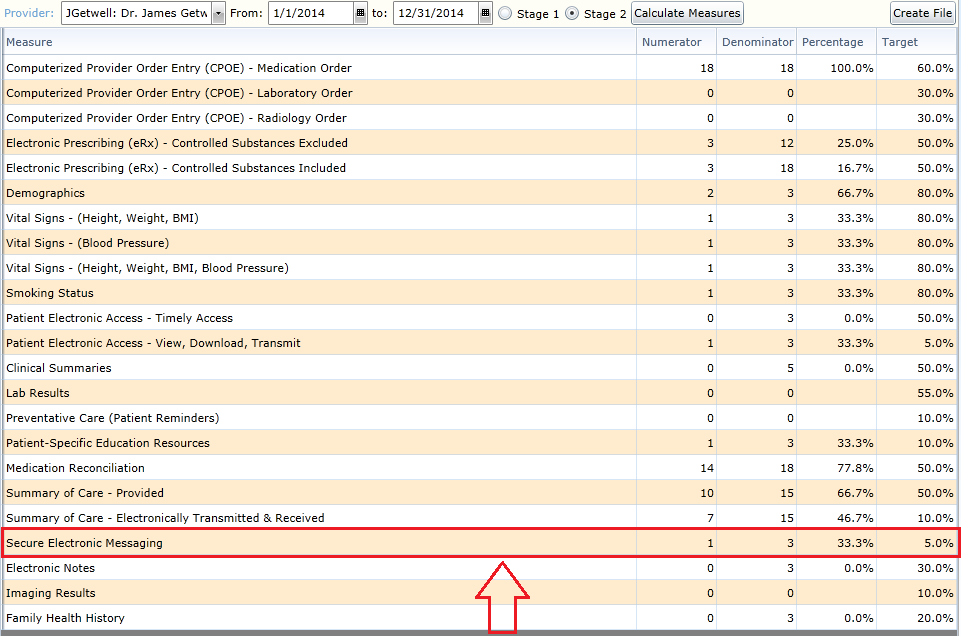 Provider: JGetwell: Dr. James Getw From: 1/1/2014 to: 12/31/2014 Stage 1 Stage 2 Calculate Measures Create File
Measure Numerator Denominator Percentage Target
Computerized Provider Order Entry (CPOE) - Medication Order 18 18 100.0% 60.0%
Computerized Provider Order Entry (CPOE) - Laboratory Order 0 0 30.0%
Computerized Provider Order Entry (CPOE) - Radiology Order 0 0 30.0%
Electronic Prescribing (eRx) - Controlled Substances Excluded 3 12 25.0% 50.0%
Electronic Prescribing (eRx) - Controlled Substances Included 3 18 16.7% 50.0%
Demographics 2 3 66.7% 80.0%
Vital Signs - (Height, Weight, BMI) 1 3 33.3% 80.0%
Vital Signs - (Blood Pressure) 1 3 33.3% 80.0%
Vital Signs - (Height, Weight, BMI, Blood Pressure) 1 3 33.3% 80.0%
Smoking Status 1 3 33.3% 80.0%
Patient Electronic Access - Timely Access 0 3 0.0% 50.0%
Patient Electronic Access - View, Download, Transmit 1 3 33.3% 5.0%
Clinical Summaries 0 5 0.0% 50.0%
Lab Results 0 0 55.0%
Preventative Care (Patient Reminders) 0 0 10.0%
Patient-Specific Education Resources 1 3 33.3% 10.0%
Medication Reconciliation 14 18 77.8% 50.0%
Summary of Care - Provided 10 15 66.7% 50.0%
Summary of Care - Electronically Transmitted & Received 7 15 46.7% 10.0%
Secure Electronic Messaging 1 3 33.3% 5.0%
Electronic Notes 0 3 0.0% 30.0%
Imaging Results 0 0 10.0%
Family Health History 0 3 0.0% 20.0%